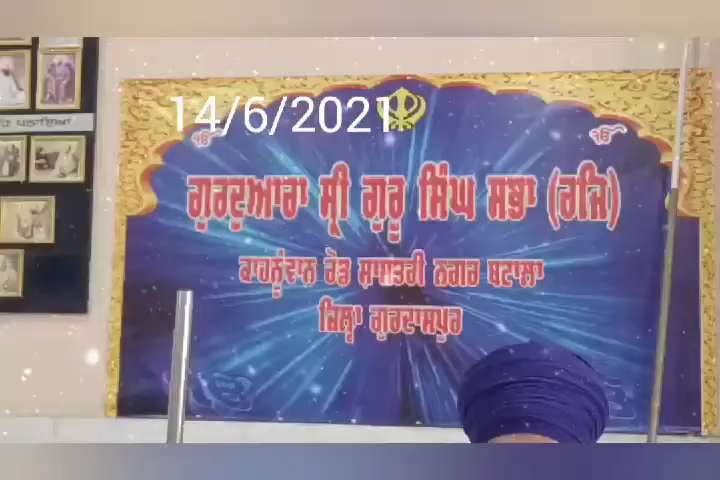 14/6/2021
ੴ ੴ
ਗੁਰਦੁਆਰਾ ਸ੍ਰੀ ਗੁਰੂ ਸਿੰਘ ਸਭਾ (ਰਜਿ)
ਕਾਹਨੂੰਵਾਨ ਰੋਡ ਸ਼ਾਸਤਰੀ ਨਗਰ ਬਟਾਲਾ
ਜ਼ਿਲ੍ਹਾ ਗੁਰਦਾਸਪੁਰ